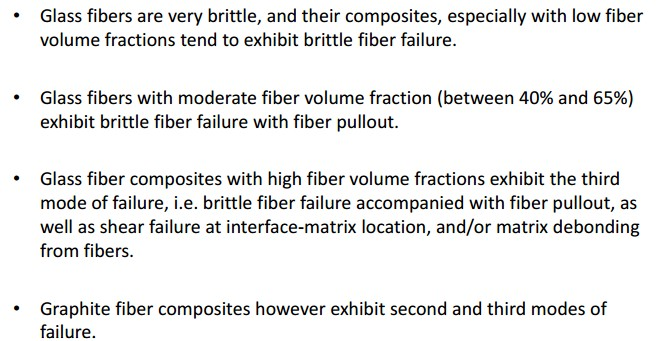 • Glass fibers are very brittle, and their composites, especially with low fiber
volume fractions tend to exhibit brittle fiber failure.
• Glass fibers with moderate fiber volume fraction (between 40% and 65%)
exhibit brittle fiber failure with fiber pullout.
• Glass fiber composites with high fiber volume fractions exhibit the third
mode of failure, i.e. brittle fiber failure accompanied with fiber pullout, as
well as shear failure at interface-matrix location, and/or matrix debonding
from fibers.
• Graphite fiber composites however exhibit second and third modes of
failure.